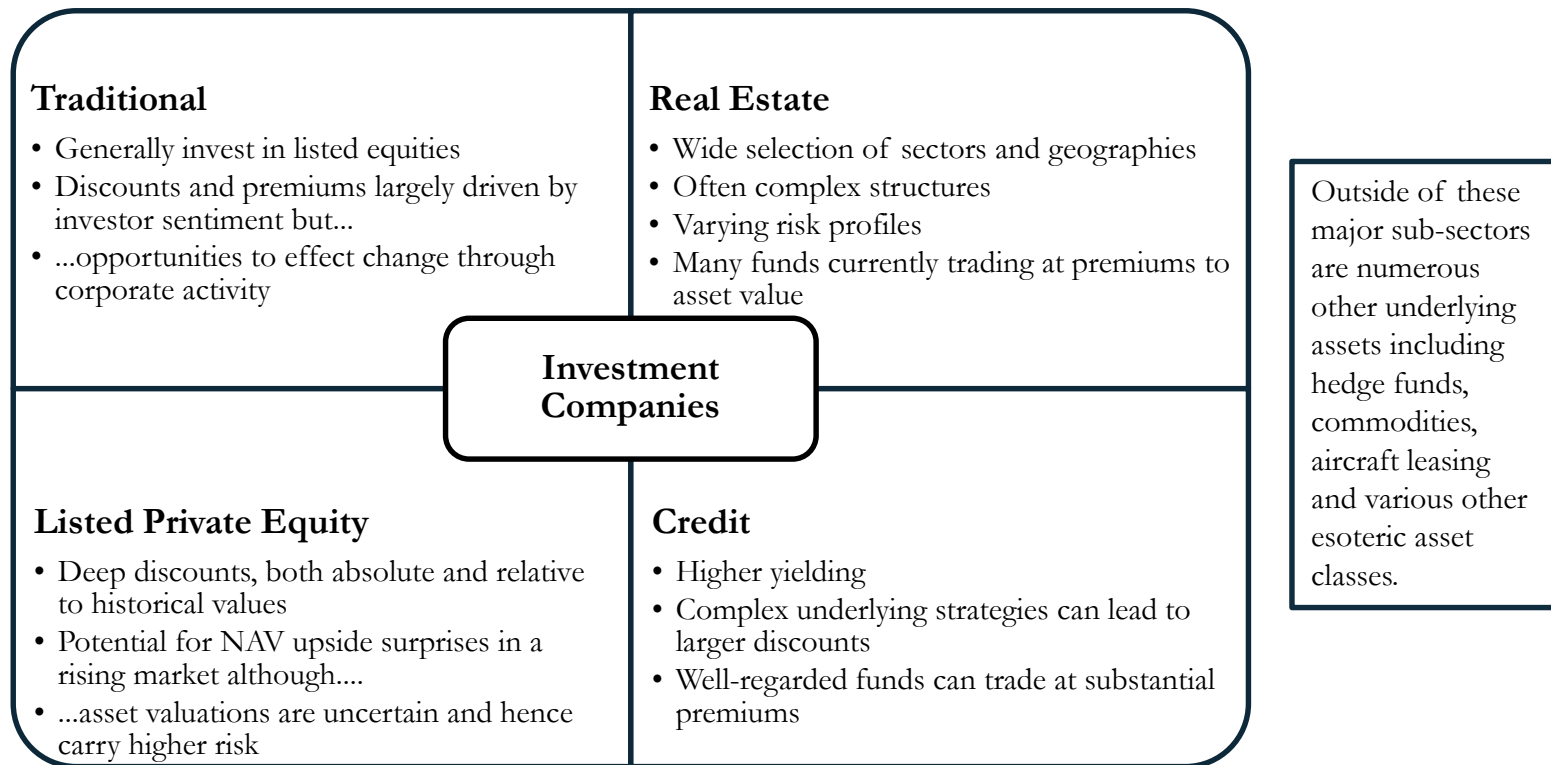 Traditional
• Generally invest in listed equities
• Discounts and premiums largely driven by
investor sentiment but...
• ...opportunities to effect change through
corporate activity
Real Estate
• Wide selection of sectors and geographies
• Often complex structures
• Varying risk profiles
• Many funds currently trading at premiums to
asset value
Investment
Companies
Listed Private Equity
• Deep discounts, both absolute and relative
to historical values
• Potential for NAV upside surprises in a
rising market although....
• ...asset valuations are uncertain and hence
carry higher risk
Credit
• Higher yielding
• Complex underlying strategies can lead to
larger discounts
• Well-regarded funds can trade at substantial
premiums
Outside of these
major sub-sectors
are numerous
other underlying
assets including
hedge funds,
commodities,
aircraft leasing
and various other
esoteric asset
classes.